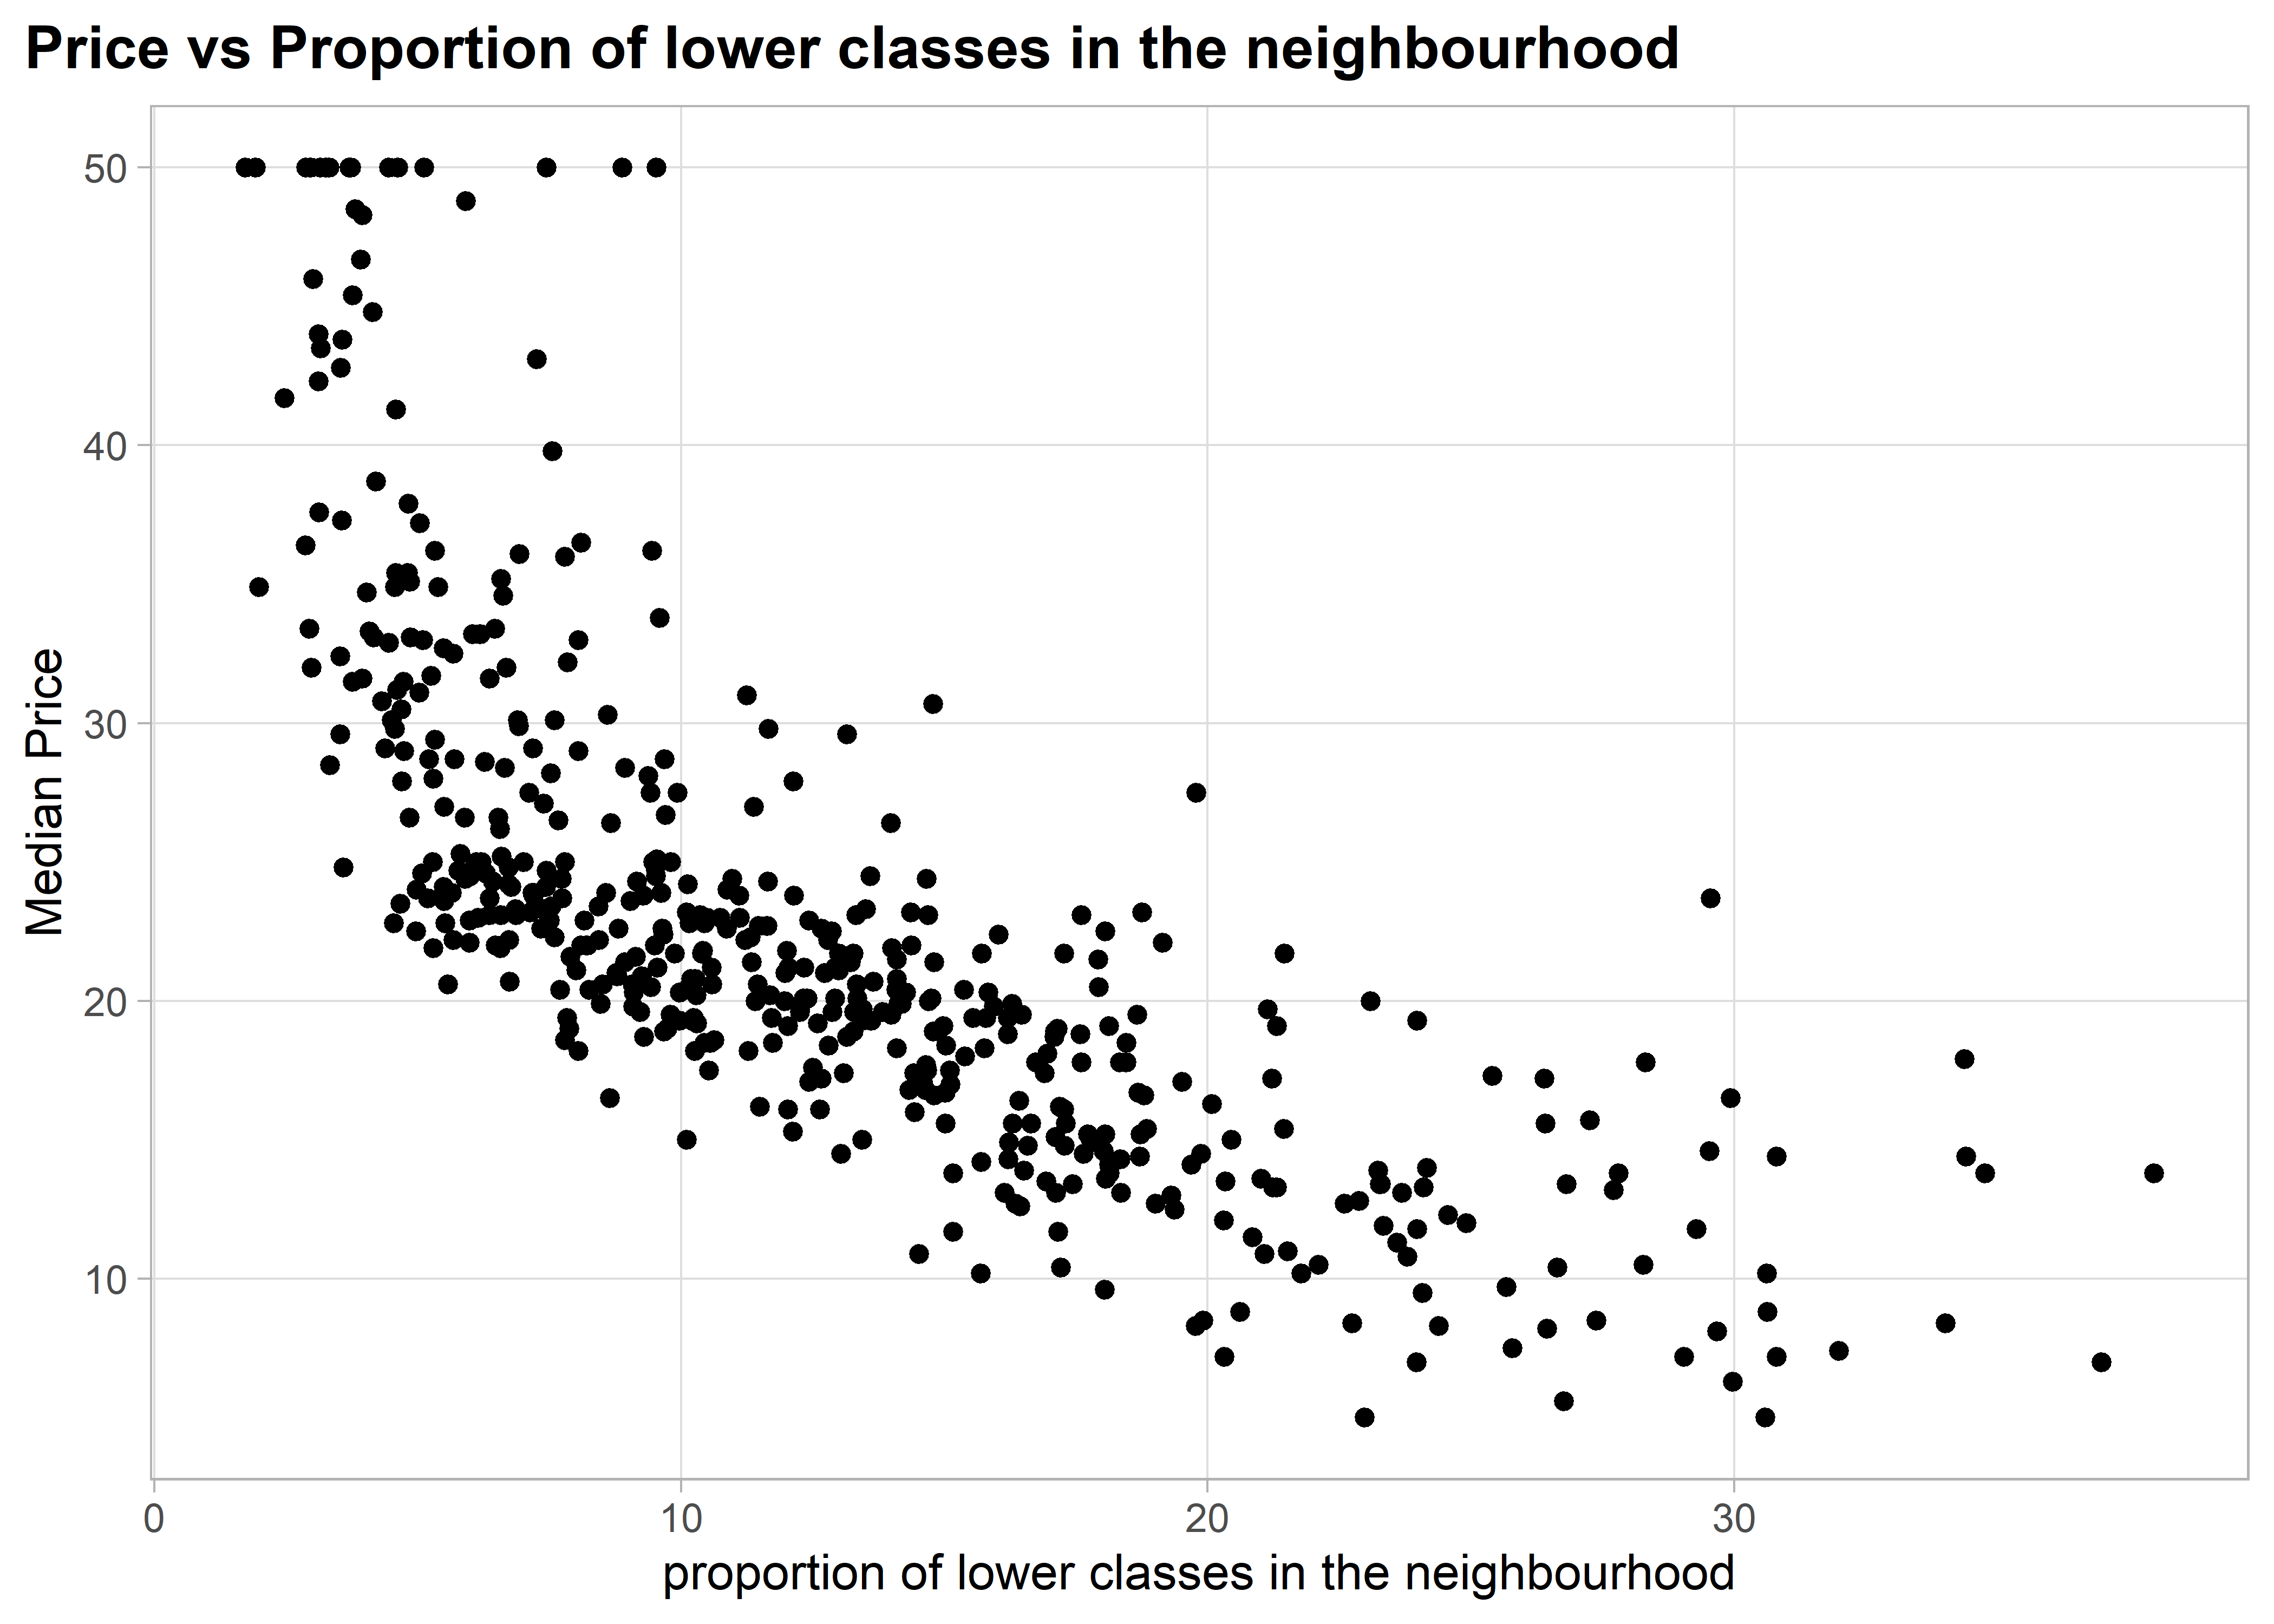 Price vs Proportion of lower classes in the neighbourhood
Median Price
50
40
30
20
10
0 10 20 30
proportion of lower classes in the neighbourhood